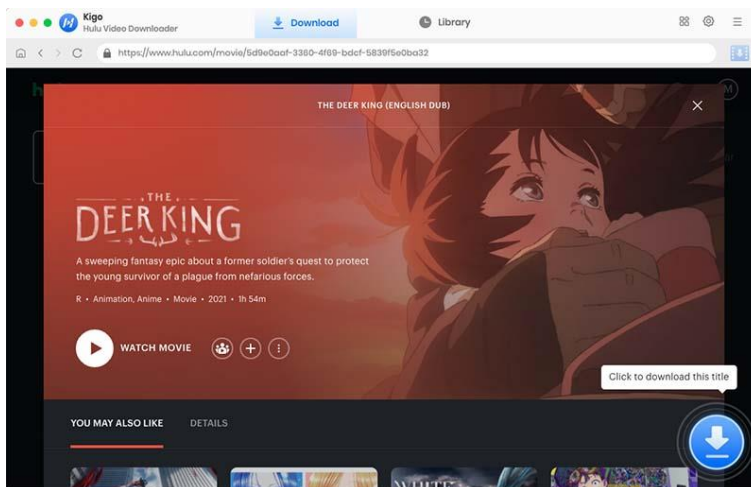 Kigo
Hulu Video Downloader
Download
Library
https://www.hulu.com/movie/5d9e0aaf-3360-4f69-bdcf-5839f5e0ba32
h
M
THE DEER KING (ENGLISH DUB)
THE
DEER KING
A sweeping fantasy epic about a former soldier's quest to protect
the young survivor of a plague from nefarious forces.
R • Animation, Anime • Movie • 2021 • 1h 54m
WATCH MOVIE
Click to download this title
YOU MAY ALSO LIKE
DETAILS
WHITE